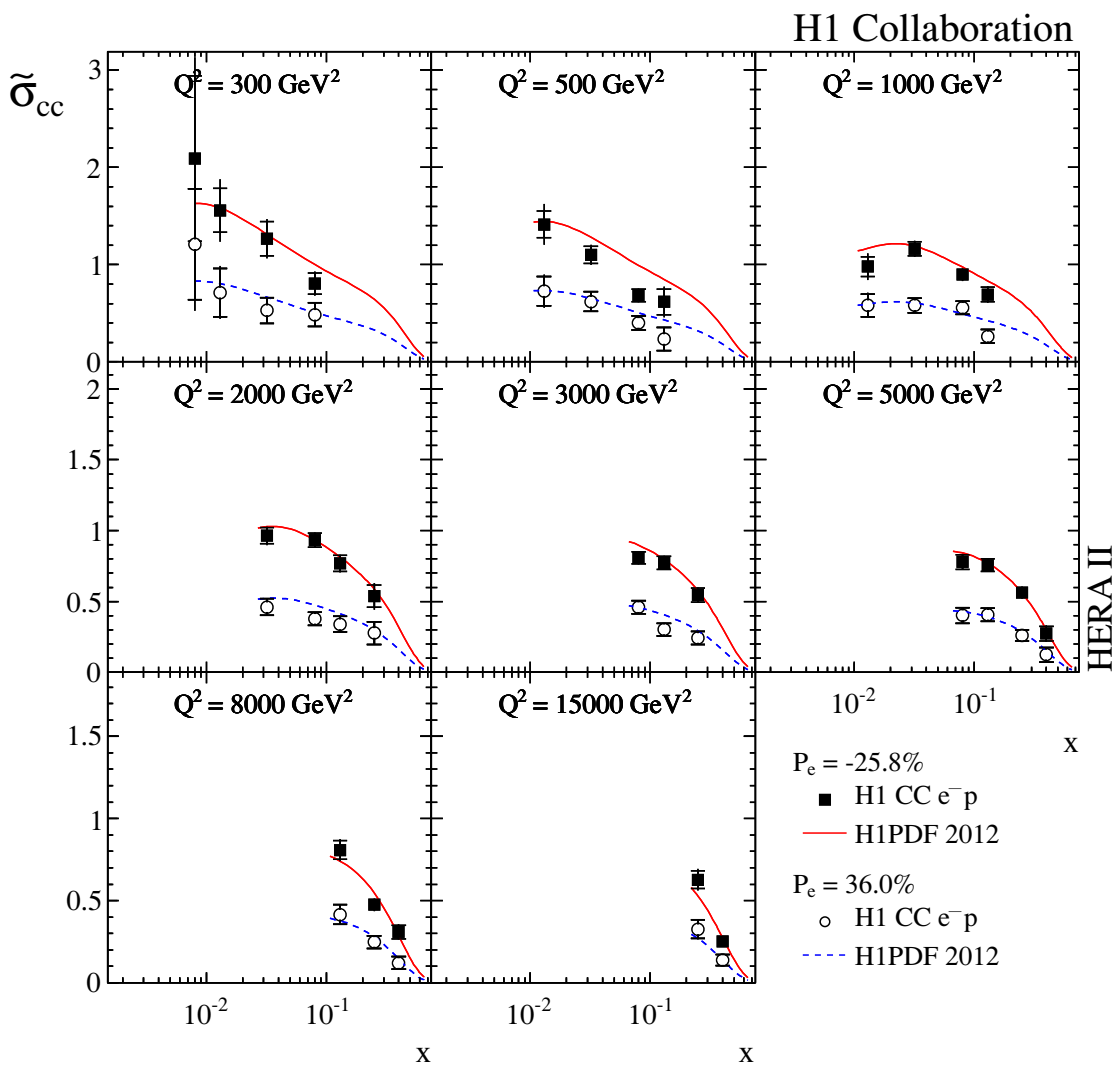 H1 Collaboration
σ̃cc
Q² = 300 GeV²
Q² = 500 GeV²
Q² = 1000 GeV²
3
2
1
0
Q² = 2000 GeV²
Q² = 3000 GeV²
Q² = 5000 GeV²
2
1.5
1
0.5
0
HERA II
Q² = 8000 GeV²
Q² = 15000 GeV²
1.5
1
0.5
0
10⁻² 10⁻¹
x
10⁻² 10⁻¹
x
10⁻² 10⁻¹
x
Pe = -25.8%
H1 CC e⁻p
H1PDF 2012
Pe = 36.0%
H1 CC e⁻p
H1PDF 2012